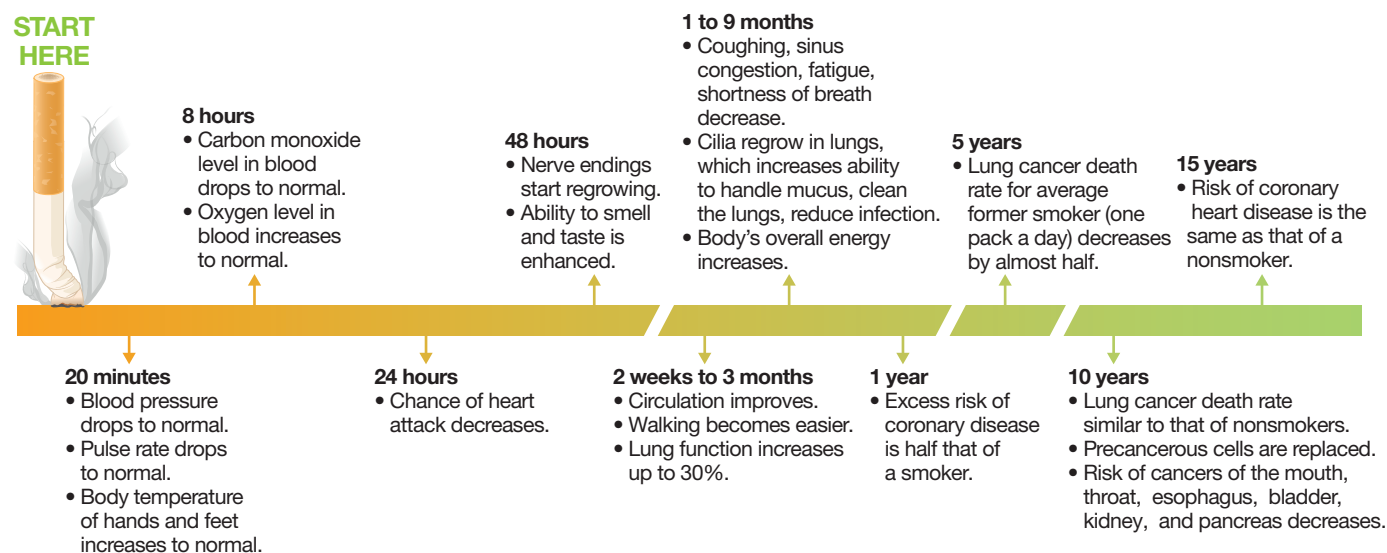 START
HERE
20 minutes
• Blood pressure
drops to normal.
• Pulse rate drops
to normal.
• Body temperature
of hands and feet
increases to normal.
8 hours
• Carbon monoxide
level in blood
drops to normal.
• Oxygen level in
blood increases
to normal.
24 hours
• Chance of heart
attack decreases.
48 hours
• Nerve endings
start regrowing.
• Ability to smell
and taste is
enhanced.
2 weeks to 3 months
• Circulation improves.
• Walking becomes easier.
• Lung function increases
up to 30%.
1 to 9 months
• Coughing, sinus
congestion, fatigue,
shortness of breath
decrease.
• Cilia regrow in lungs,
which increases ability
to handle mucus, clean
the lungs, reduce infection.
• Body's overall energy
increases.
1 year
• Excess risk of
coronary disease
is half that of
a smoker.
5 years
• Lung cancer death
rate for average
former smoker (one
pack a day) decreases
by almost half.
10 years
• Lung cancer death rate
similar to that of nonsmokers.
• Precancerous cells are replaced.
• Risk of cancers of the mouth,
throat, esophagus, bladder,
kidney, and pancreas decreases.
15 years
• Risk of coronary
heart disease is the
same as that of a
nonsmoker.